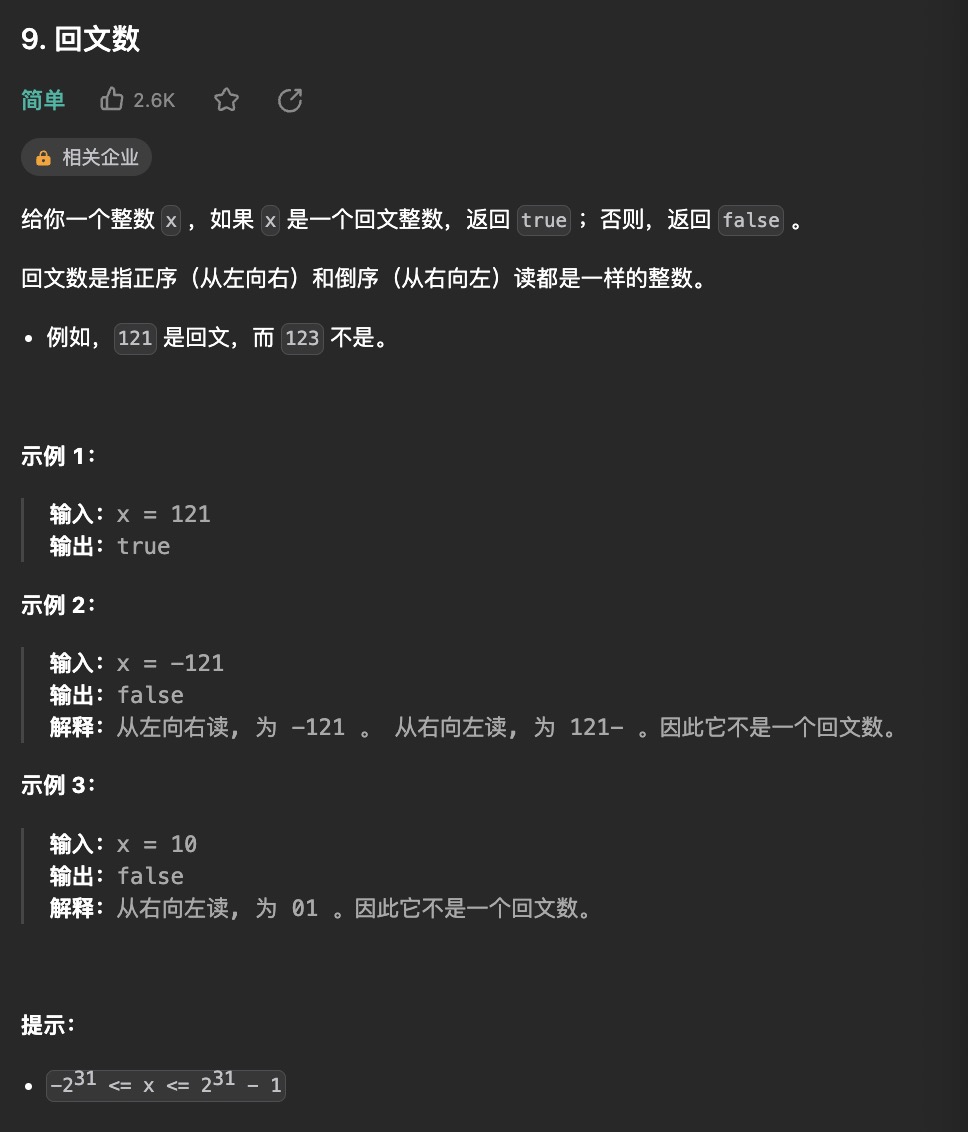 9. 回文数
简单 2.6K
相关企业
给你一个整数 x ，如果 x 是一个回文整数，返回 true ；否则，返回 false 。
回文数是指正序（从左向右）和倒序（从右向左）读都是一样的整数。
• 例如，121 是回文，而 123 不是。
示例 1：
输入：x = 121
输出：true
示例 2：
输入：x = -121
输出：false
解释：从左向右读, 为 -121 。 从右向左读, 为 121- 。因此它不是一个回文数。
示例 3：
输入：x = 10
输出：false
解释：从右向左读, 为 01 。因此它不是一个回文数。
提示：
• -2³¹ <= x <= 2³¹ - 1